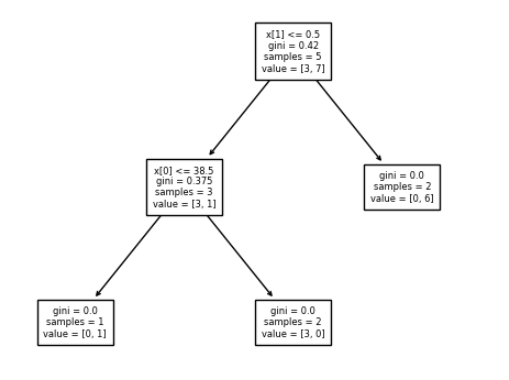 x[1] <= 0.5
gini = 0.42
samples = 5
value = [3, 7]
x[0] <= 38.5
gini = 0.375
samples = 3
value = [3, 1]
gini = 0.0
samples = 2
value = [0, 6]
gini = 0.0
samples = 1
value = [0, 1]
gini = 0.0
samples = 2
value = [3, 0]